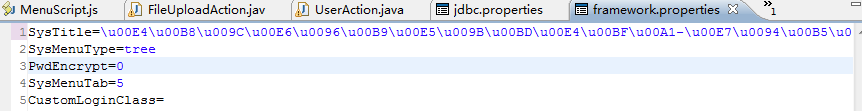 MenuScript.js
FileUploadAction.jav
UserAction.java
jdbc.properties
framework.properties
»1
1 SysTitle=\u00E4\u00B8\u009C\u00E6\u0096\u00B9\u00E5\u009B\u00BD\u00E4\u00BF\u00A1-\u00E7\u0094\u00B5\u0
2 SysMenuType=tree
3 PwdEncrypt=0
4 SysMenuTab=5
5 CustomLoginClass=